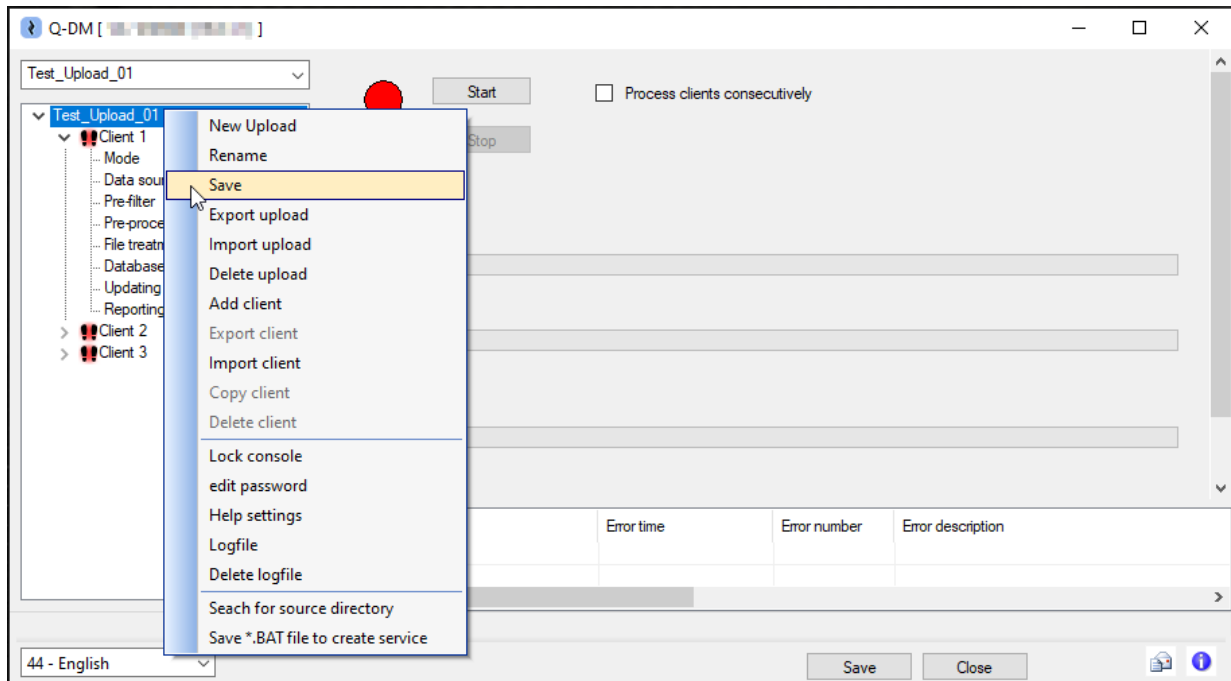 Q-DM [ ]
Test_Upload_01
Start
Process clients consecutively
Stop
Test_Upload_01
Client 1
Mode
Data sou
Pre-filter
Pre-proce
File treatm
Database
Updating
Reporting
Client 2
Client 3
New Upload
Rename
Save
Export upload
Import upload
Delete upload
Add client
Export client
Import client
Copy client
Delete client
Lock console
edit password
Help settings
Logfile
Delete logfile
Seach for source directory
Save *.BAT file to create service
Error time Error number Error description
44 - English
Save Close